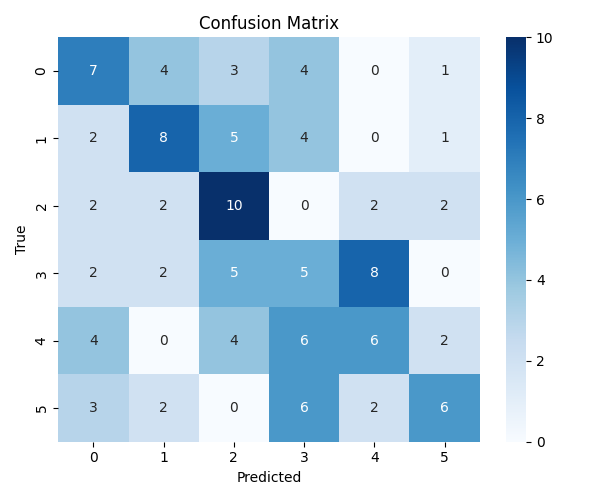 Confusion Matrix
0 7 4 3 4 0 1
1 2 8 5 4 0 1
2 2 2 10 0 2 2
3 2 2 5 5 8 0
4 4 0 4 6 6 2
5 3 2 0 6 2 6
0 1 2 3 4 5
True
Predicted
10
8
6
4
2
0